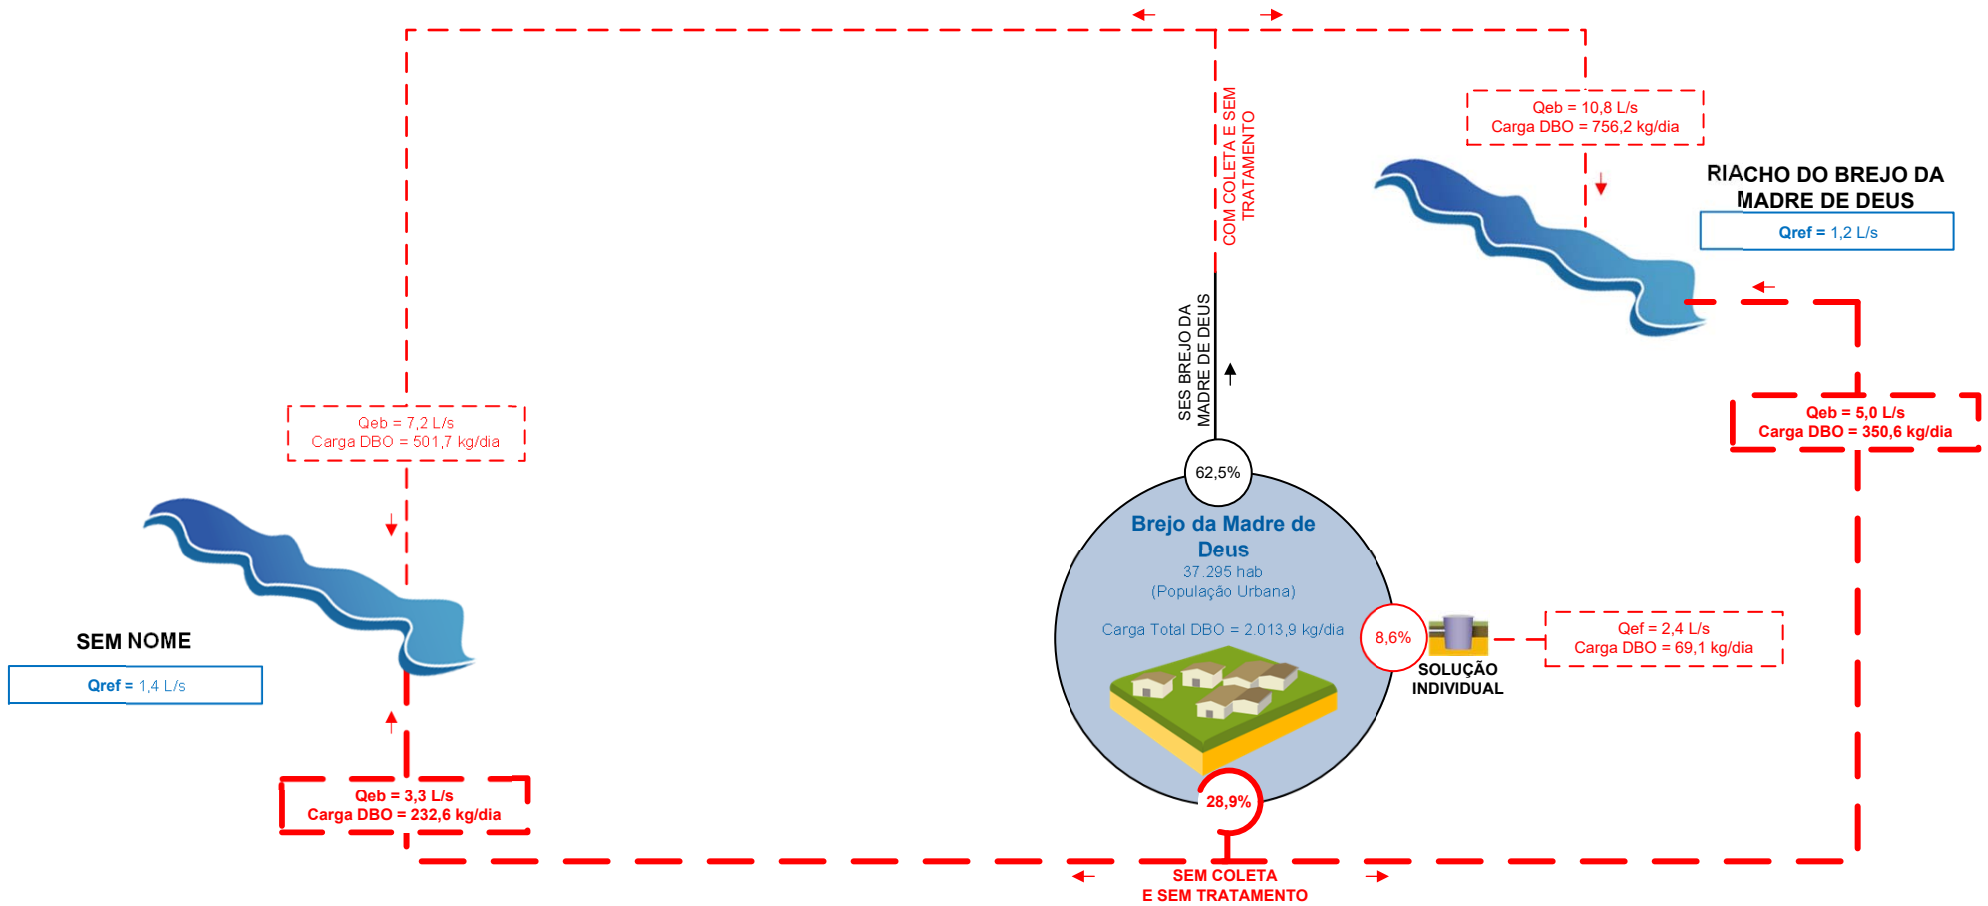 Qeb = 10,8 L/s
Carga DBO = 756,2 kg/dia
COM COLETA E SEM
TRATAMENTO
RIACHO DO BREJO DA
MADRE DE DEUS
Qref = 1,2 L/s
SES BREJO DA
MADRE DE DEUS
Qeb = 7,2 L/s
Carga DBO = 501,7 kg/dia
Qeb = 5,0 L/s
Carga DBO = 350,6 kg/dia
62,5%
Brejo da Madre de
Deus
37.295 hab
(População Urbana)
Carga Total DBO = 2.013,9 kg/dia
8,6%
SOLUÇÃO
INDIVIDUAL
Qef = 2,4 L/s
Carga DBO = 69,1 kg/dia
SEM NOME
Qref = 1,4 L/s
Qeb = 3,3 L/s
Carga DBO = 232,6 kg/dia
28,9%
SEM COLETA
E SEM TRATAMENTO